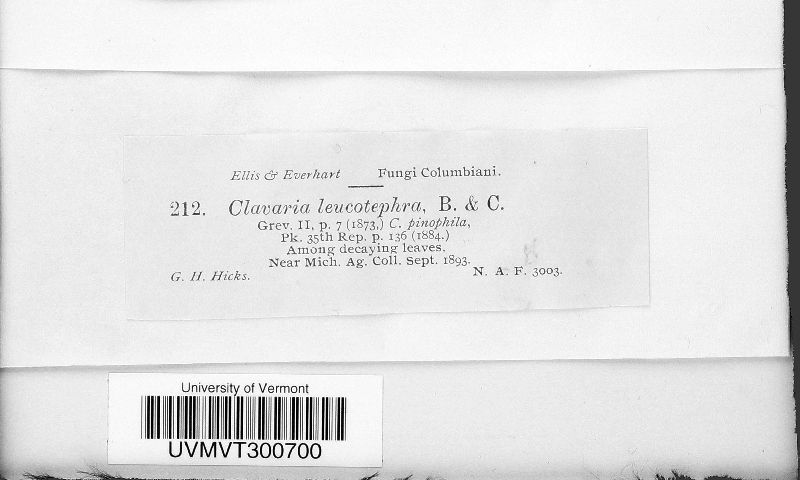 Ellis & Everhart Fungi Columbiani.
212. Clavaria leucotephra, B. & C.
Grev. II, p. 7 (1873,) C. pinophila,
Pk. 35th Rep. p. 136 (1884.)
Among decaying leaves.
Near Mich. Ag. Coll. Sept. 1893.
G. H. Hicks. N. A. F. 3003.
University of Vermont
UVMVT300700